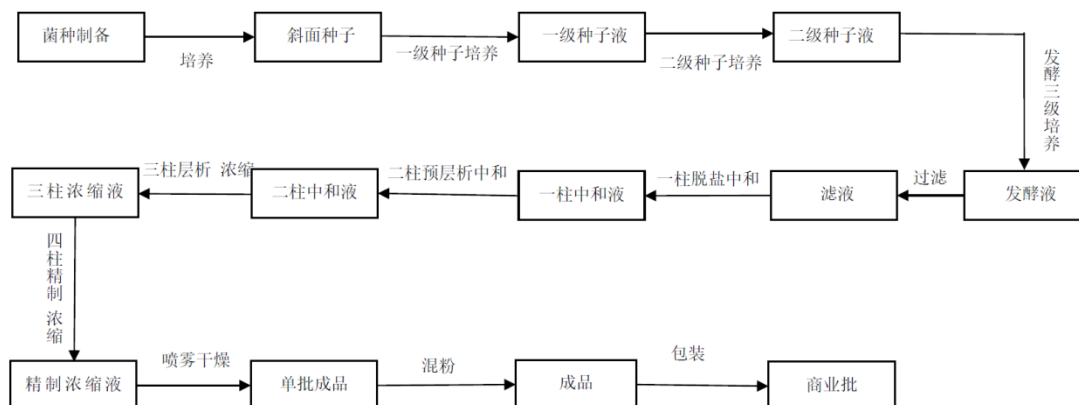 菌种制备
培养
斜面种子
一级种子培养
一级种子液
二级种子培养
二级种子液
发酵三级培养
发酵液
过滤
滤液
一柱脱盐中和
一柱中和液
二柱预层析中和
二柱中和液
三柱层析 浓缩
三柱浓缩液
四柱精制 浓缩
精制浓缩液
喷雾干燥
单批成品
混粉
成品
包装
商业批